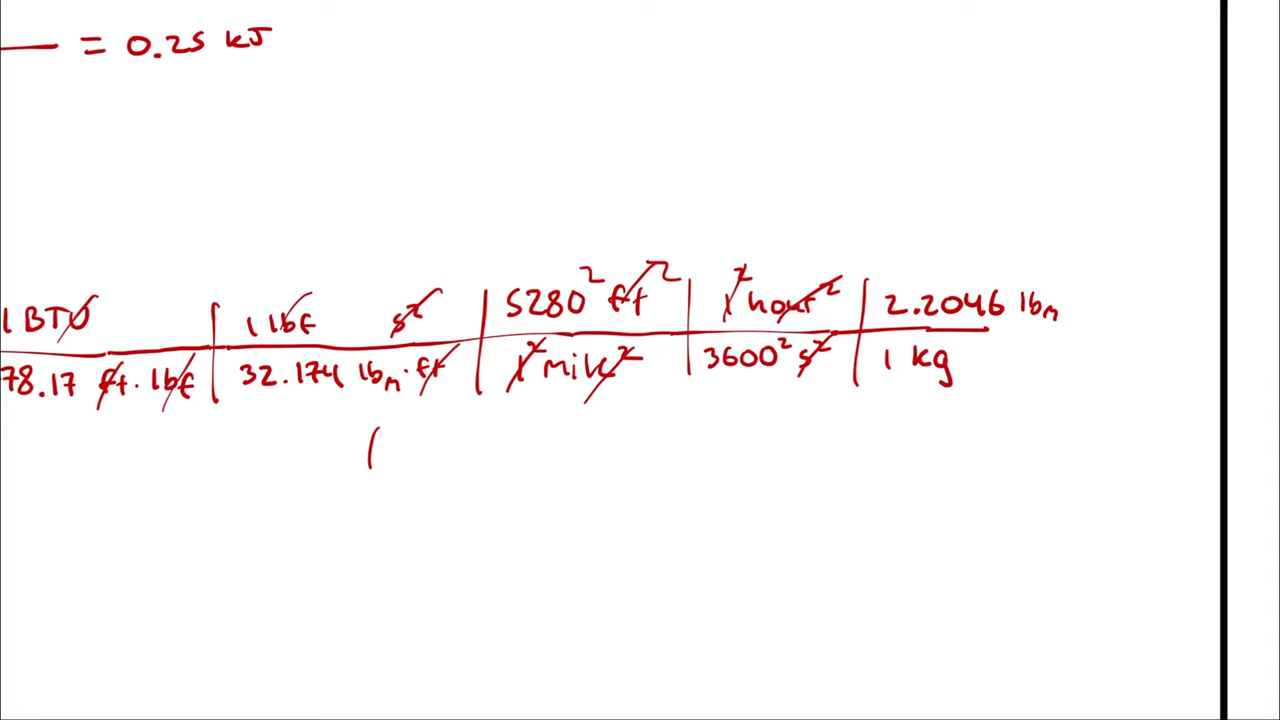 = 0.25 kJ
1 BTU | 1 lbf s² | 5280² ft² | 1² hour² | 2.2046 lbm
78.17 ft · lbf | 32.174 lbm · ft | 1² mile² | 3600² s² | 1 kg
(